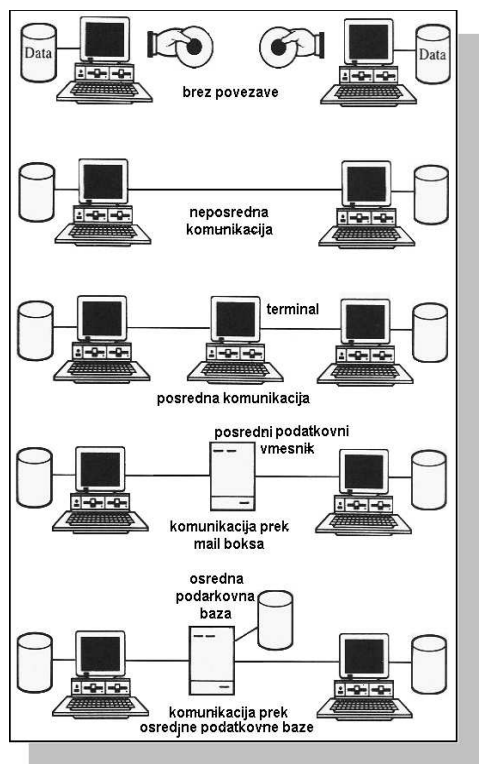 Data
Data
brez povezave
neposredna
komunikacija
terminal
posredna komunikacija
posredni podatkovni
vmesnik
komunikacija prek
mail boksa
osredna
podarkovna
baza
komunikacija prek
osredjne podatkovne baze